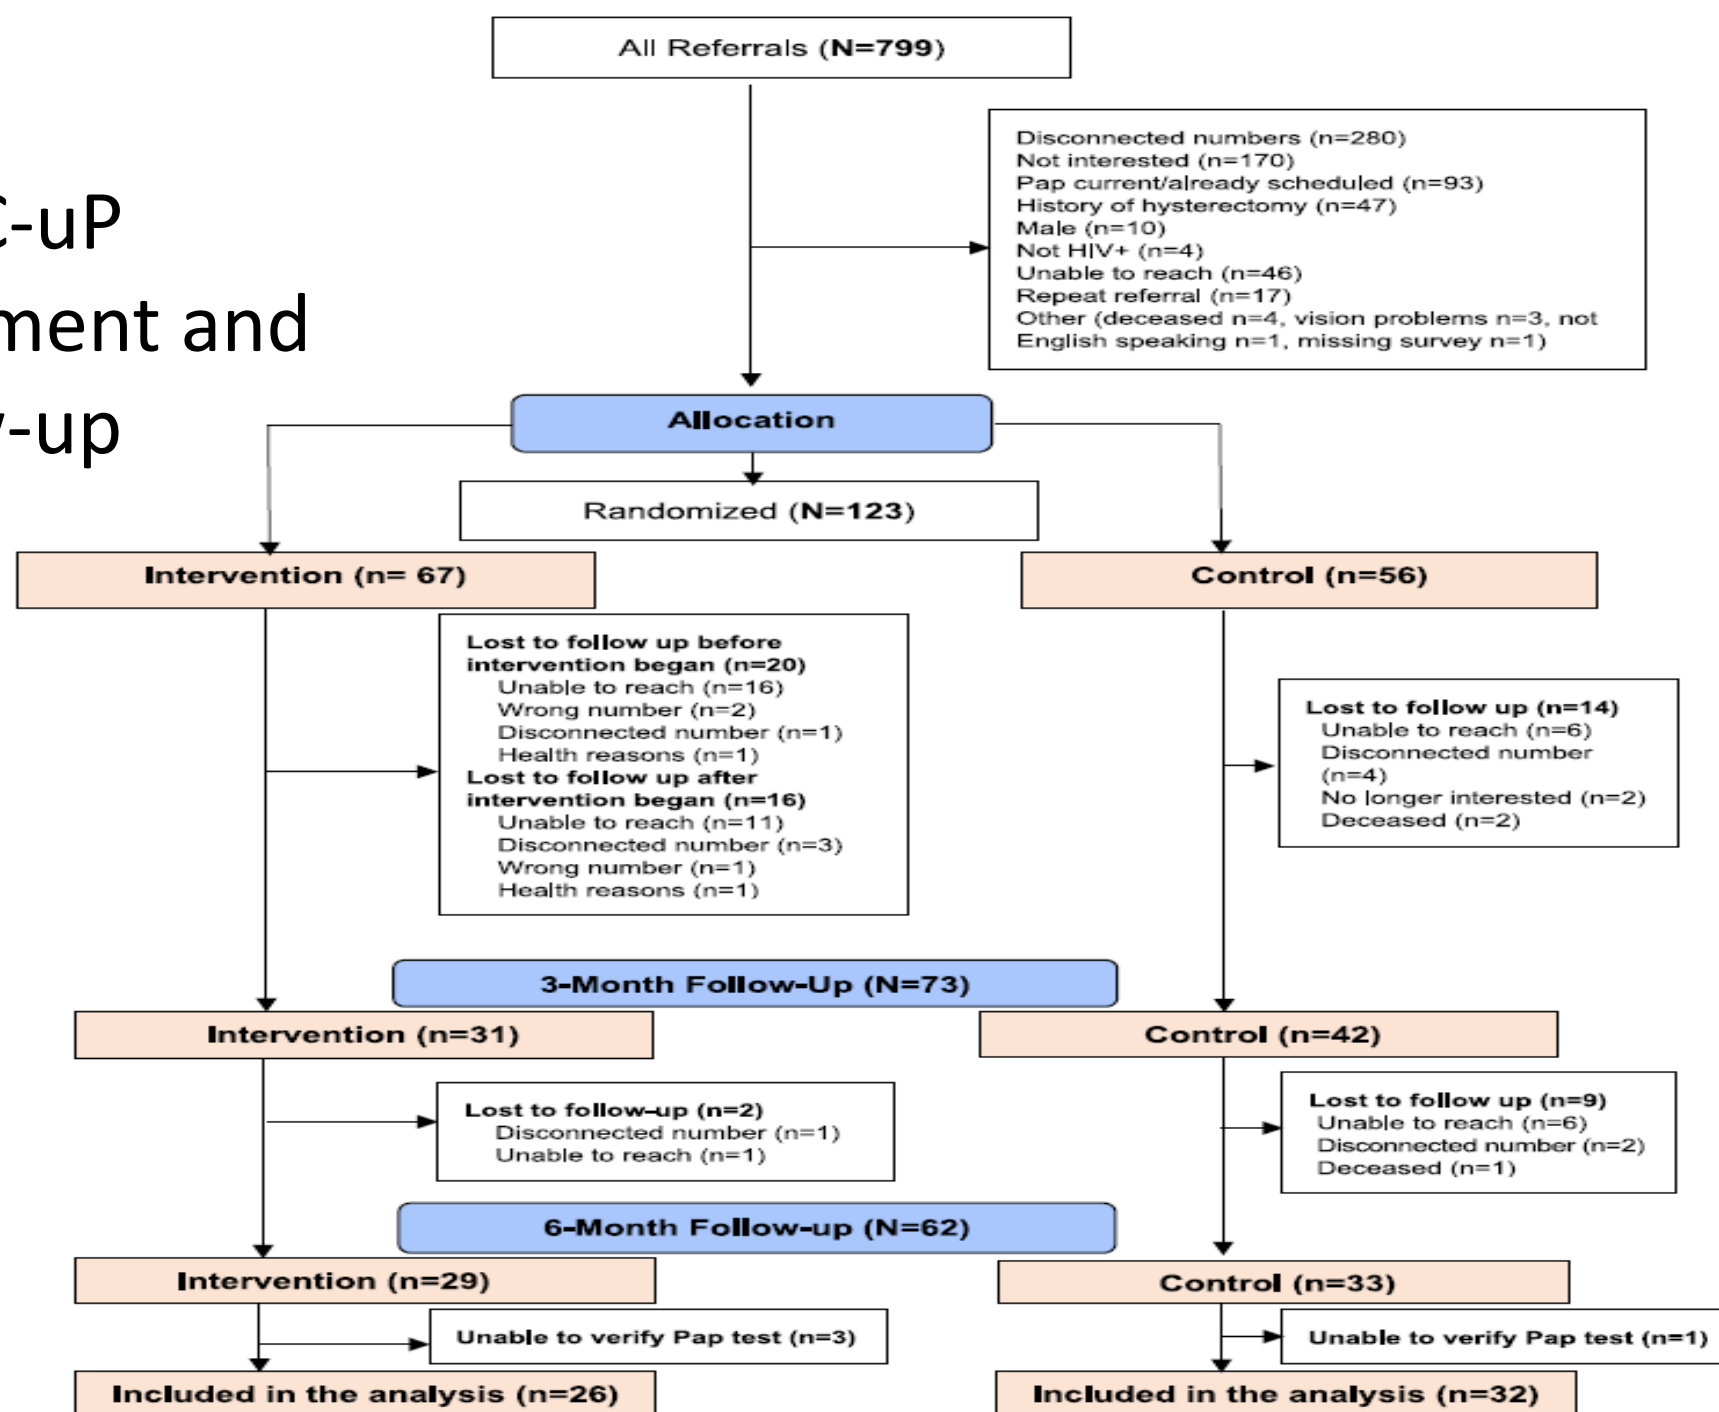 All Referrals (N=799)
Disconnected numbers (n=280)
Not interested (n=170)
Pap current/already scheduled (n=93)
History of hysterectomy (n=47)
Male (n=10)
Not HIV+ (n=4)
Unable to reach (n=46)
Repeat referral (n=17)
Other (deceased n=4, vision problems n=3, not
English speaking n=1, missing survey n=1)
C-uP
ment and
-up
Allocation
Randomized (N=123)
Intervention (n= 67)
Control (n=56)
Lost to follow up before
intervention began (n=20)
Unable to reach (n=16)
Wrong number (n=2)
Disconnected number (n=1)
Health reasons (n=1)
Lost to follow up after
intervention began (n=16)
Unable to reach (n=11)
Disconnected number (n=3)
Wrong number (n=1)
Health reasons (n=1)
Lost to follow up (n=14)
Unable to reach (n=6)
Disconnected number
(n=4)
No longer interested (n=2)
Deceased (n=2)
3-Month Follow-Up (N=73)
Intervention (n=31)
Control (n=42)
Lost to follow-up (n=2)
Disconnected number (n=1)
Unable to reach (n=1)
Lost to follow up (n=9)
Unable to reach (n=6)
Disconnected number (n=2)
Deceased (n=1)
6-Month Follow-up (N=62)
Intervention (n=29)
Control (n=33)
Unable to verify Pap test (n=3)
Unable to verify Pap test (n=1)
Included in the analysis (n=26)
Included in the analysis (n=32)